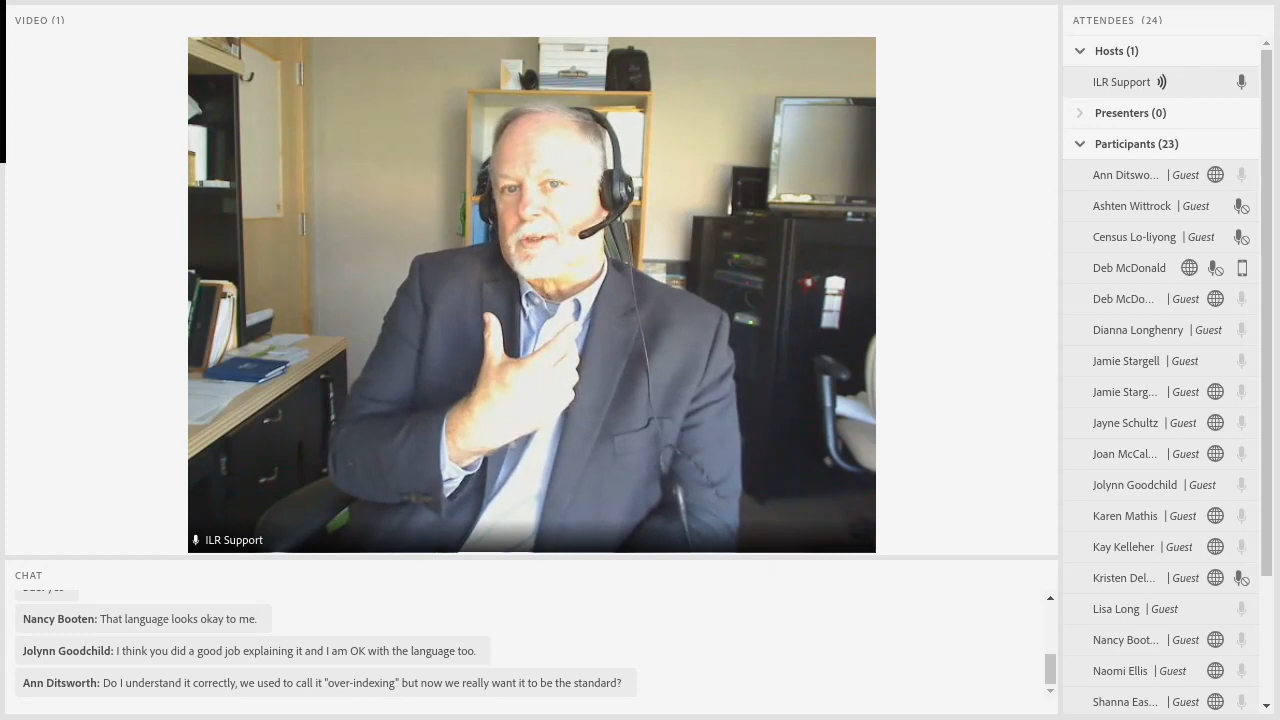 VIDEO (1)
ILR Support
CHAT
Nancy Booten: That language looks okay to me.
Jolynn Goodchild: I think you did a good job explaining it and I am OK with the language too.
Ann Ditsworth: Do I understand it correctly, we used to call it "over-indexing" but now we really want it to be the standard?
ATTENDEES (24)
Hosts (1)
ILR Support
Presenters (0)
Participants (23)
Ann Ditswo... | Guest
Ashten Wittrock | Guest
Census Lo-liyong | Guest
Deb McDonald
Deb McDo... | Guest
Dianna Longhenry | Guest
Jamie Stargell | Guest
Jamie Starg... | Guest
Jayne Schultz | Guest
Joan McCal... | Guest
Jolynn Goodchild | Guest
Karen Mathis | Guest
Kay Kelleher | Guest
Kristen Del... | Guest
Lisa Long | Guest
Nancy Boot... | Guest
Naomi Ellis | Guest
Shanna Eas... | Guest